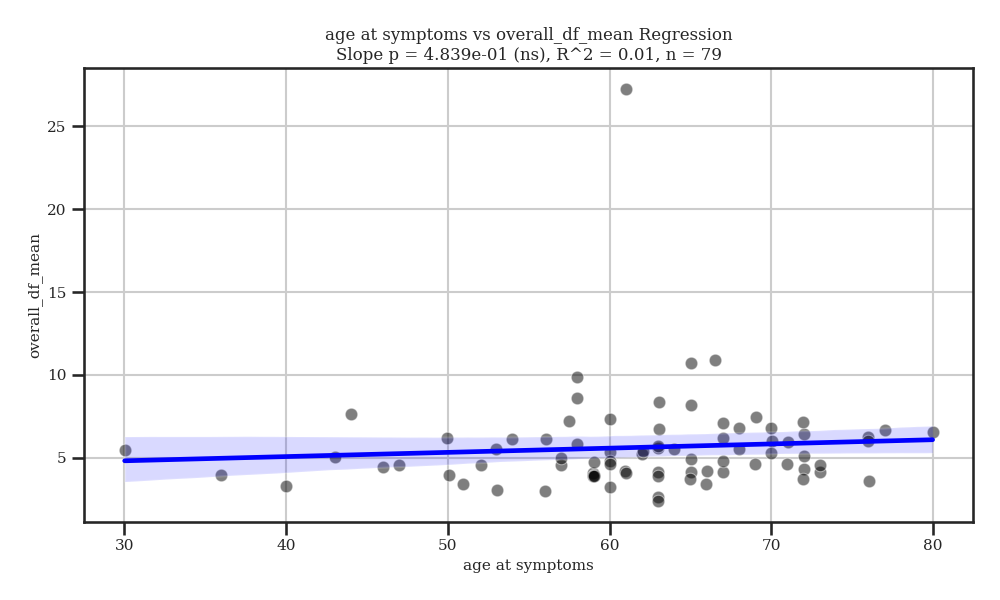 age at symptoms vs overall_df_mean Regression
Slope p = 4.839e-01 (ns), R^2 = 0.01, n = 79
overall_df_mean
25
20
15
10
5
30 40 50 60 70 80
age at symptoms